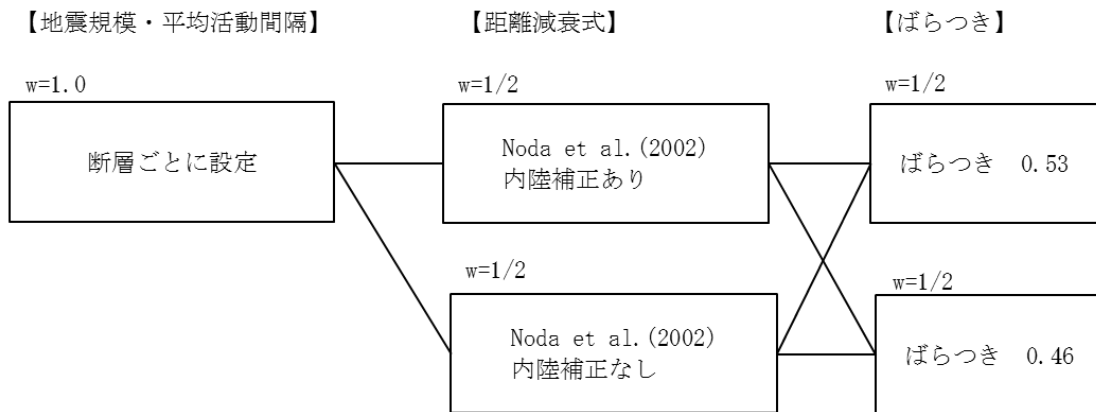 【地震規模・平均活動間隔】
【距離減衰式】
【ばらつき】
w=1.0
w=1/2
w=1/2
断層ごとに設定
Noda et al.(2002)
内陸補正あり
ばらつき 0.53
w=1/2
w=1/2
Noda et al.(2002)
内陸補正なし
ばらつき 0.46